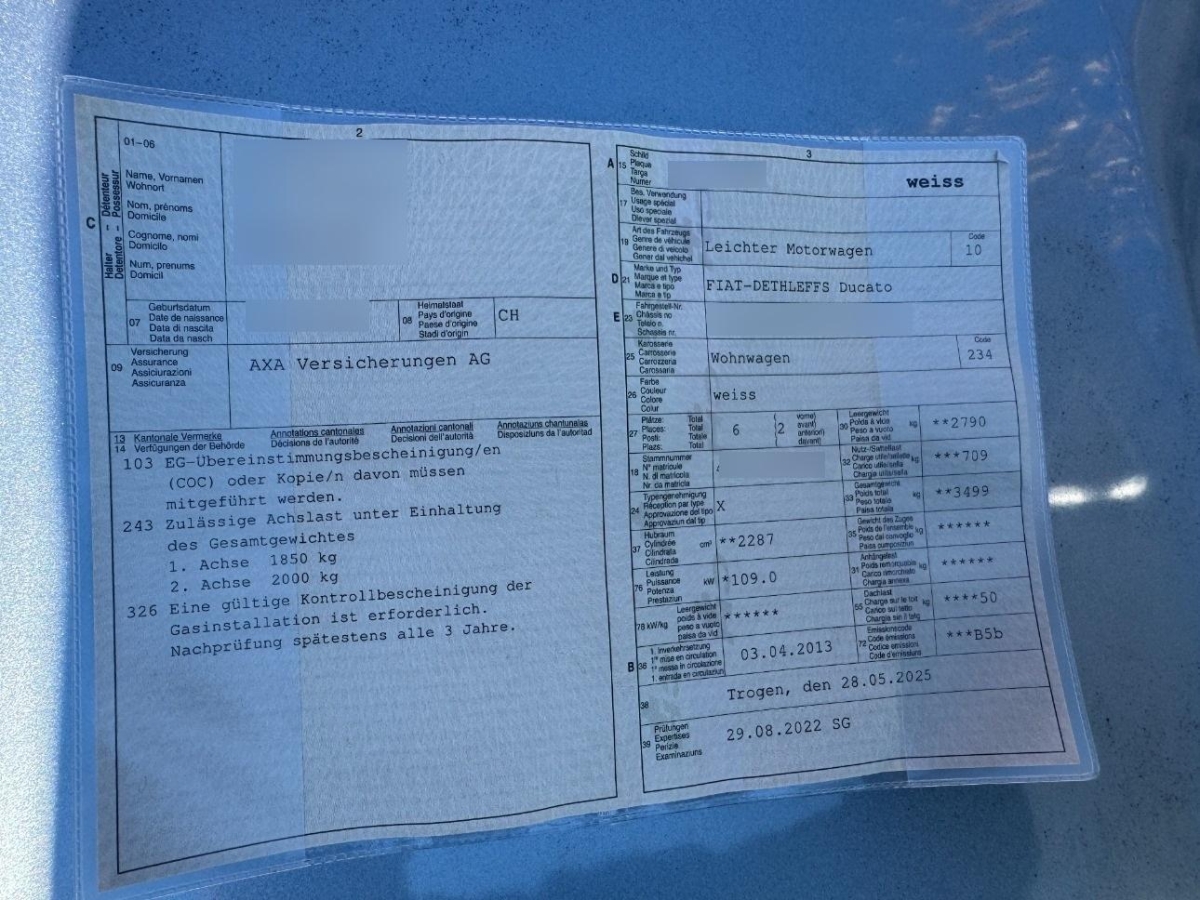 2
01-06
Halter - Détenteur
Detentore - Possessur
C
Name, Vornamen
Wohnort
Nom, prénoms
Domicile
Cognome, nomi
Domicilo
Num, prenums
Domicil
07
Geburtsdatum
Date de naissance
Data di nascita
Data da nasch
08
Heimatstaat
Pays d'origine
Paese d'origine
Stadi d'origin
CH
09
Versicherung
Assurance
Assiciurazioni
Assicuranza
AXA Versicherungen AG
13 Kantonale Vermerke Annotations cantonales Annotazioni cantonali Annotaziuns chantunalas
14 Verfügungen der Behörde Décisions de l'autorité Decisioni dell'autorità Disposiziuns da l'autoritad
103 EG-Übereinstimmungsbescheinigung/en
(COC) oder Kopie/n davon müssen
mitgeführt werden.
243 Zulässige Achslast unter Einhaltung
des Gesamtgewichtes
1. Achse 1850 kg
2. Achse 2000 kg
326 Eine gültige Kontrollbescheinigung der
Gasinstallation ist erforderlich.
Nachprüfung spätestens alle 3 Jahre.
3
A 15
Schild
Plaque
Targa
Numer
weiss
17
Bes. Verwendung
Usage spécial
Uso speciale
Diever spezial
19
Art des Fahrzeugs
Genre de véhicule
Genere di veicolo
Gener dal vehichel
Leichter Motorwagen
Code
10
D 21
Marke und Typ
Marque et type
Marca e tipo
Marca e tip
FIAT-DETHLEFFS Ducato
E 23
Fahrgestell-Nr.
Châssis no
Telaio n.
Schassis nr.
25
Karosserie
Carrosserie
Carrozzeria
Carossaria
Wohnwagen
Code
234
26
Farbe
Couleur
Colore
Colur
weiss
27
Plätze: Total
Places: Total
Posti: Totale
Plazs: Total
6
(2
vorne)
avant)
anteriori)
davant)
30
Leergewicht
Poids à vide
Peso a vuoto
Paisa da vid
kg
**2790
18
Stammnummer
N° matricule
N. di matricola
Nr. da matricla
32
Nutz-/Sattellast
Charge utile/sellette
Carico utile/sella
Chargia utila/sella
kg
***709
24
Typengenehmigung
Réception par type
Approvazione del tipo
Approvaziun dal tip
X
33
Gesamtgewicht
Poids total
Peso totale
Paisa totala
kg
**3499
37
Hubraum
Cylindrée
Cilindrata
Cilindrada
cm³
**2287
35
Gewicht des Zuges
Poids de l'ensemble
Peso del convoglio
Paisa cumposiziun
kg
******
76
Leistung
Puissance
Potenza
Prestaziun
kW
*109.0
31
Anhängelast
Poids remorquable
Carico rimorchiato
Chargia annexa
kg
******
78 kW/kg
Leergewicht
poids à vide
peso a vuoto
paisa da vid
******
55
Dachlast
Charge sur le toit
Carico sul tetto
Chargia sin il tetg
kg
****50
B 36
1. Inverkehrsetzung
1re mise en circulation
1a messa in circolazione
1. entrada en circulaziun
03.04.2013
72
Emissionscode
Code émissions
Codice emissioni
Code d'emissiuns
***B5b
38
Trogen, den 28.05.2025
39
Prüfungen
Expertises
Perizie
Examinaziuns
29.08.2022 SG